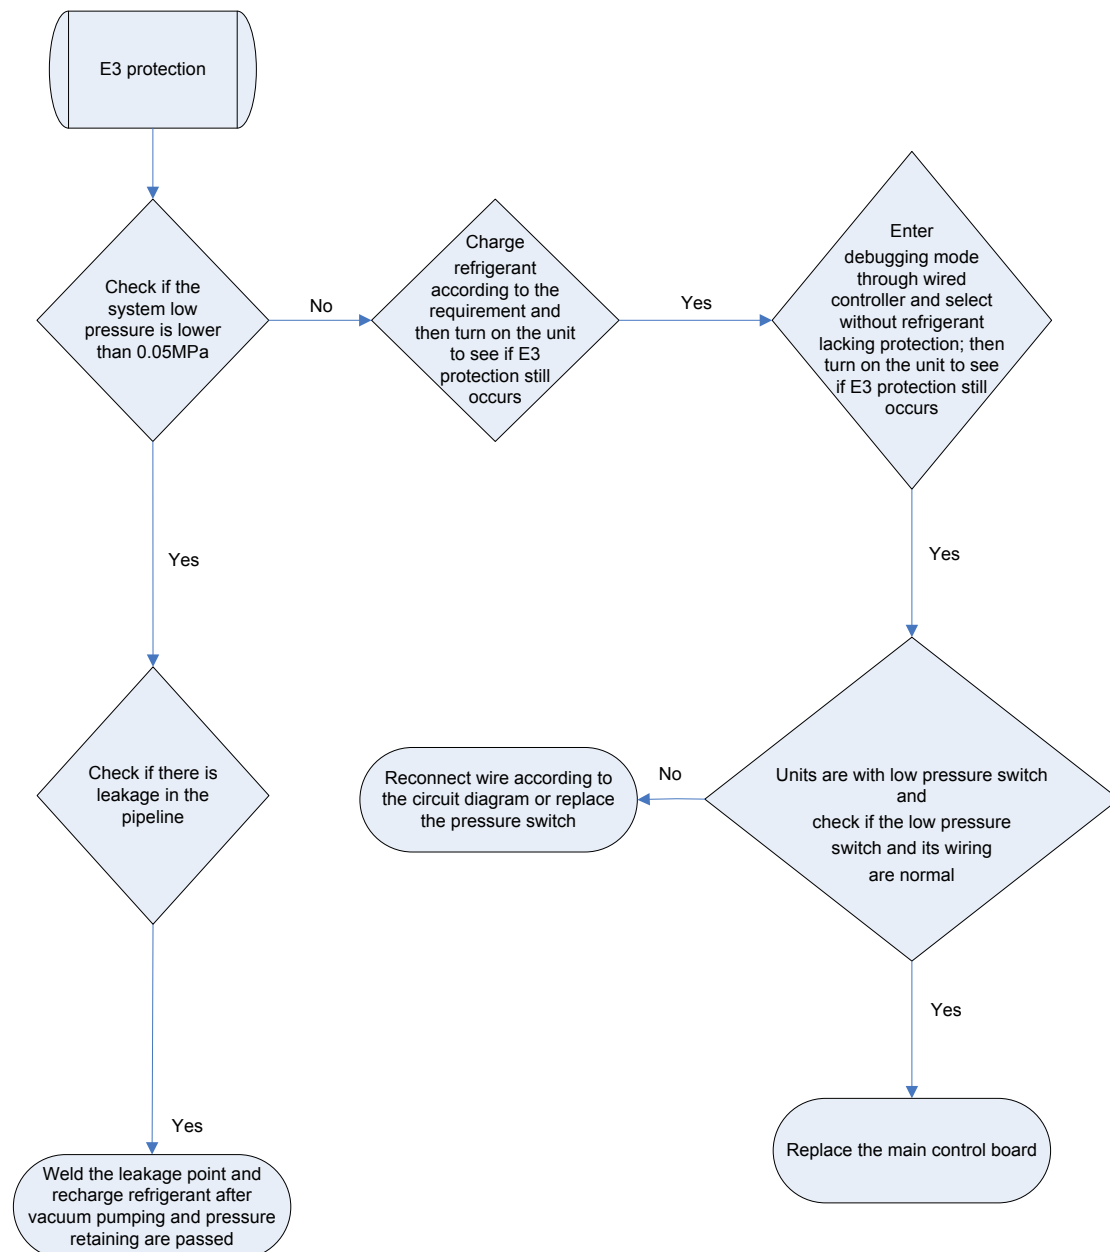 E3 protection
Check if the
system low
pressure is lower
than 0.05MPa
No
Charge
refrigerant
according to the
requirement and
then turn on the unit
to see if E3
protection still
occurs
Yes
Enter
debugging mode
through wired
controller and select
without refrigerant
lacking protection; then
turn on the unit to see
if E3 protection still
occurs
Yes
Yes
Check if there is
leakage in the
pipeline
Reconnect wire according to
the circuit diagram or replace
the pressure switch
No
Units are with low pressure switch
and
check if the low pressure
switch and its wiring
are normal
Yes
Yes
Weld the leakage point and
recharge refrigerant after
vacuum pumping and pressure
retaining are passed
Replace the main control board